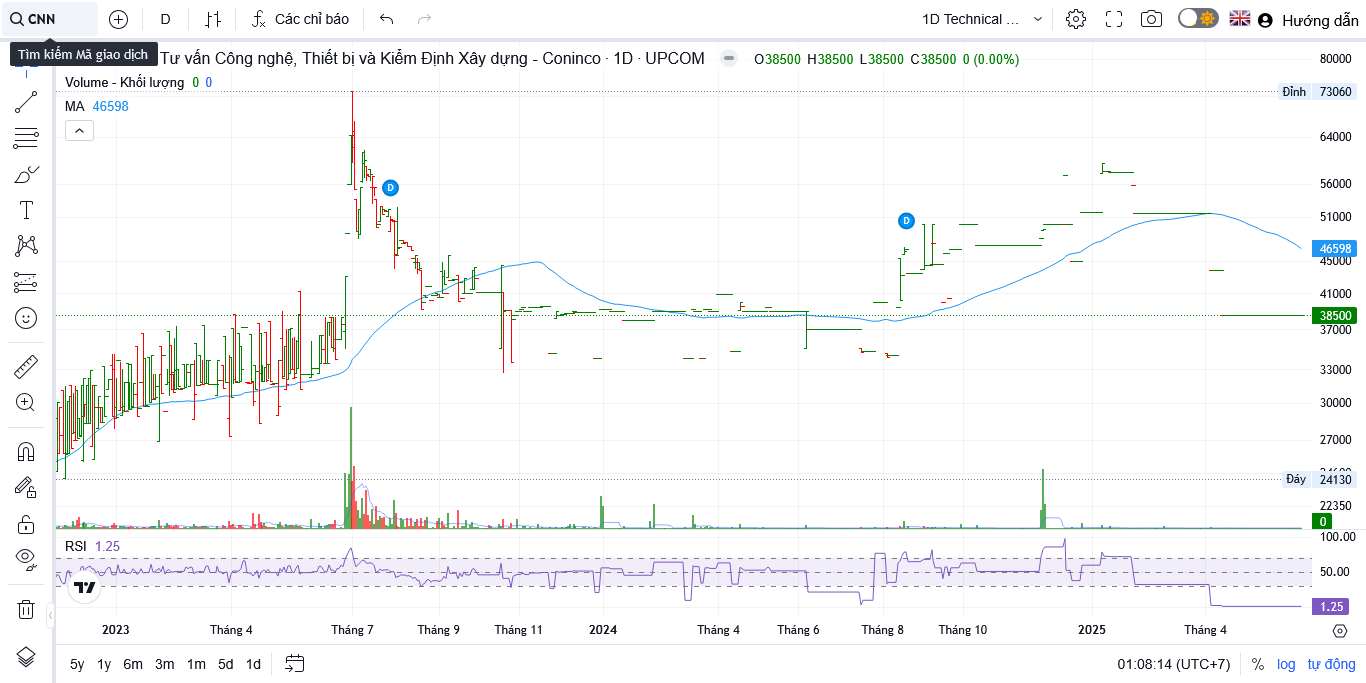 CNN
D
Các chỉ báo
1D Technical ...
Hướng dẫn
Tìm kiếm Mã giao dịch
Tư vấn Công nghệ, Thiết bị và Kiểm Định Xây dựng - Coninco · 1D · UPCOM
O38500 H38500 L38500 C38500 0 (0.00%)
Volume - Khối lượng 0 0
MA 46598
80000
Đỉnh 73060
64000
56000
51000
46598
45000
41000
38500
37000
33000
30000
27000
Đáy 24130
22350
0
D
D
RSI 1.25
100.00
50.00
1.25
2023 Tháng 4 Tháng 7 Tháng 9 Tháng 11 2024 Tháng 4 Tháng 6 Tháng 8 Tháng 10 2025 Tháng 4
5y 1y 6m 3m 1m 5d 1d
01:08:14 (UTC+7) % log tự động